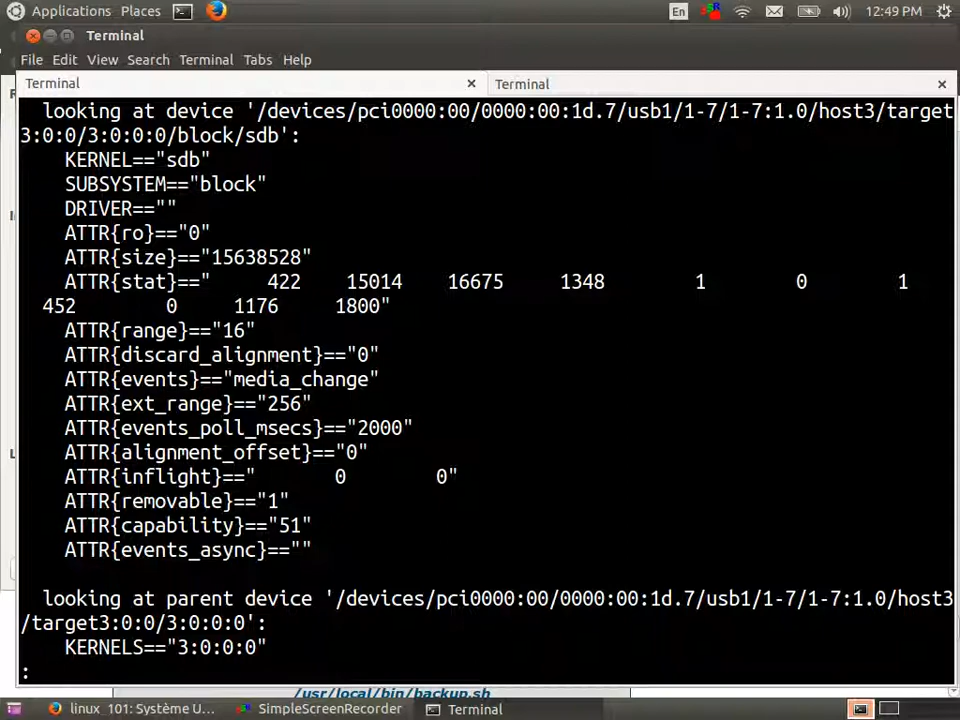 Applications Places En 12:49 PM
Terminal
File Edit View Search Terminal Tabs Help
Terminal × Terminal ×
looking at device '/devices/pci0000:00/0000:00:1d.7/usb1/1-7/1-7:1.0/host3/target
3:0:0/3:0:0:0/block/sdb':
KERNEL=="sdb"
SUBSYSTEM=="block"
DRIVER==""
ATTR{ro}=="0"
ATTR{size}=="15638528"
ATTR{stat}==" 422 15014 16675 1348 1 0 1
452 0 1176 1800"
ATTR{range}=="16"
ATTR{discard_alignment}=="0"
ATTR{events}=="media_change"
ATTR{ext_range}=="256"
ATTR{events_poll_msecs}=="2000"
ATTR{alignment_offset}=="0"
ATTR{inflight}==" 0 0"
ATTR{removable}=="1"
ATTR{capability}=="51"
ATTR{events_async}==""
looking at parent device '/devices/pci0000:00/0000:00:1d.7/usb1/1-7/1-7:1.0/host3
/target3:0:0/3:0:0:0':
KERNELS=="3:0:0:0"
:
/usr/local/bin/backup.sh
linux_101: Système U... SimpleScreenRecorder Terminal